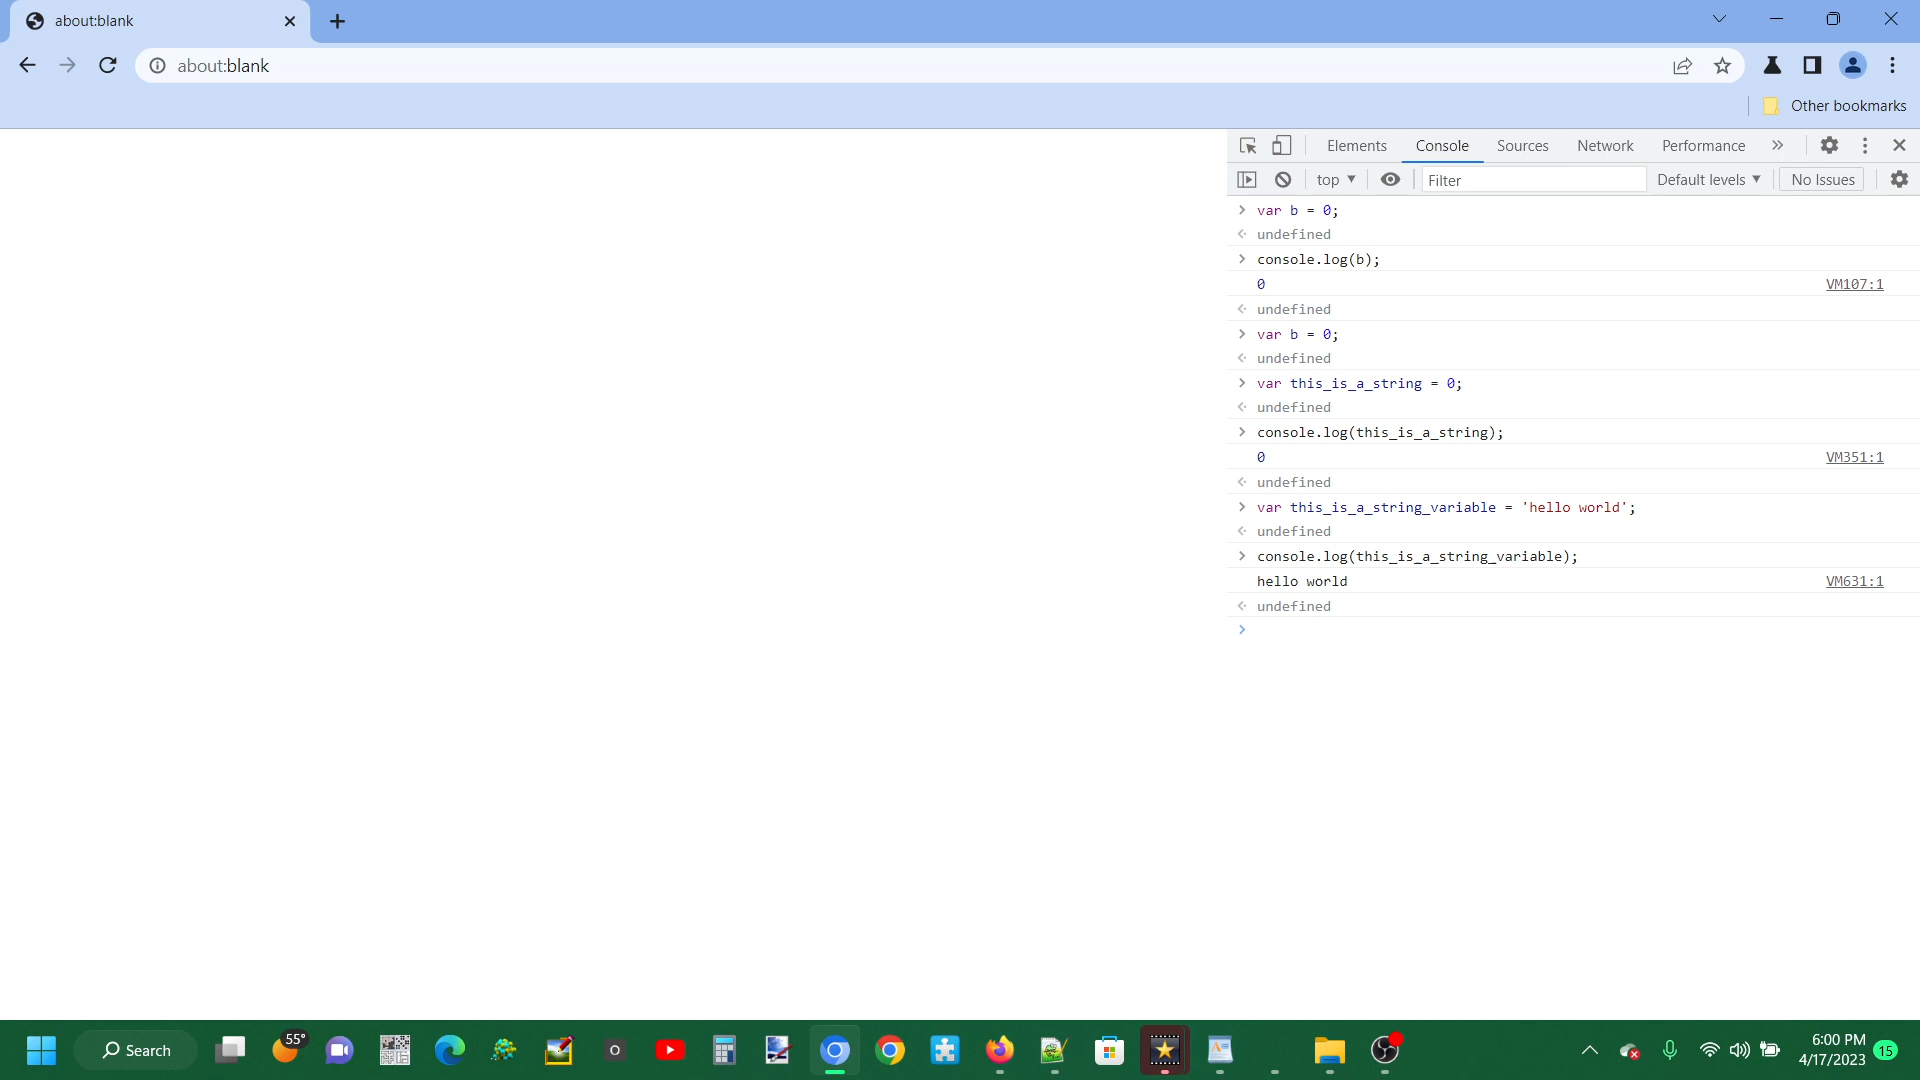 about:blank
about:blank
Other bookmarks
Elements Console Sources Network Performance
top Filter Default levels No Issues
var b = 0;
undefined
console.log(b);
0 VM107:1
undefined
var b = 0;
undefined
var this_is_a_string = 0;
undefined
console.log(this_is_a_string);
0 VM351:1
undefined
var this_is_a_string_variable = 'hello world';
undefined
console.log(this_is_a_string_variable);
hello world VM631:1
undefined
Search 55° O 6:00 PM
4/17/2023 15